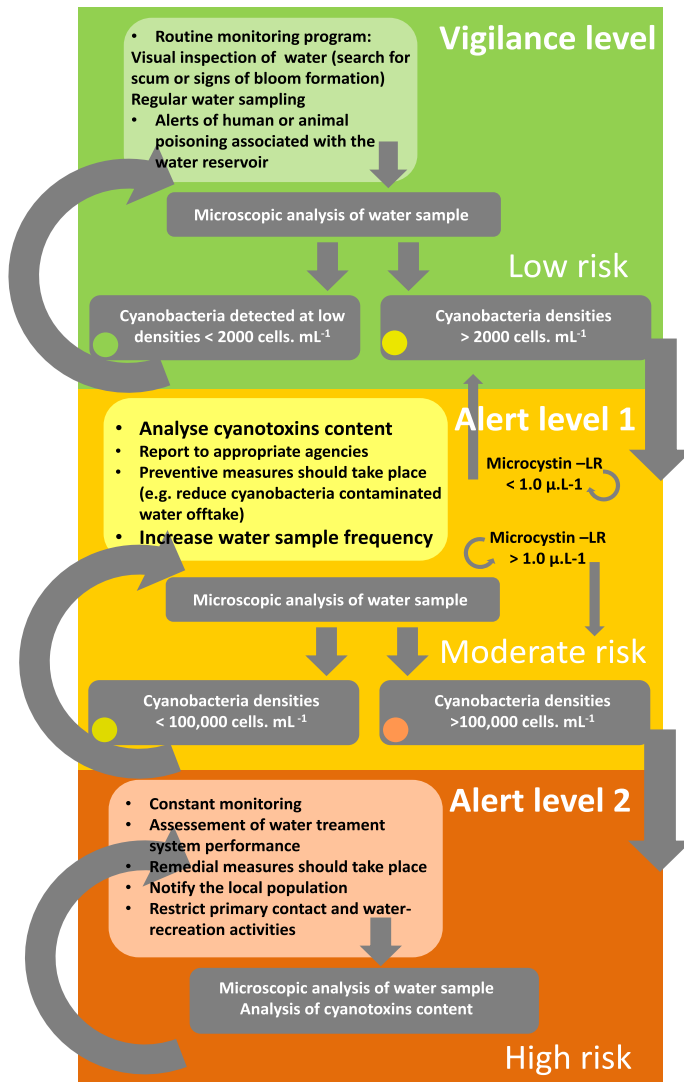 Vigilance level
• Routine monitoring program:
Visual inspection of  water (search for
scum or signs of bloom formation)
Regular water sampling
• Alerts of human or animal
poisoning associated with the
water reservoir
Microscopic analysis of water sample
Low risk
Cyanobacteria detected at low
densities < 2000 cells. mL-1
Cyanobacteria densities
> 2000 cells. mL-1
Alert level 1
• Analyse cyanotoxins content
• Report to appropriate agencies
• Preventive measures should take place
(e.g. reduce cyanobacteria contaminated
water offtake)
• Increase water sample frequency
Microcystin –LR
< 1.0 µ.L-1
Microcystin –LR
> 1.0 µ.L-1
Microscopic analysis of water sample
Moderate risk
Cyanobacteria densities
< 100,000 cells. mL -1
Cyanobacteria densities
>100,000 cells. mL-1
Alert level 2
• Constant monitoring
• Assessement of water treament
system performance
• Remedial measures should take place
• Notify the local population
• Restrict primary contact and water-
recreation activities
Microscopic analysis of water sample
Analysis of cyanotoxins content
High risk